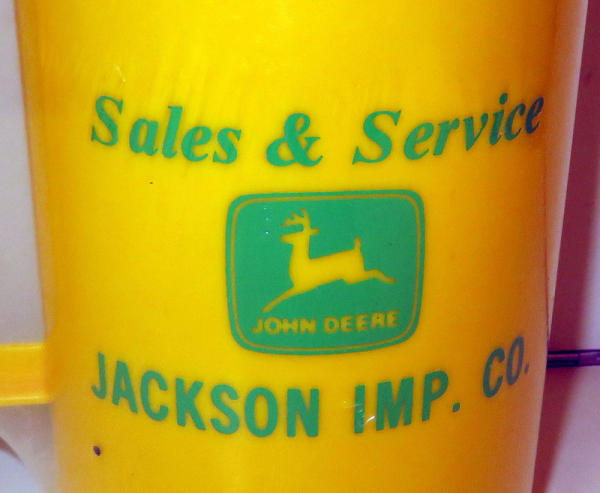 Sales & Service
JOHN DEERE
JACKSON IMP. CO.